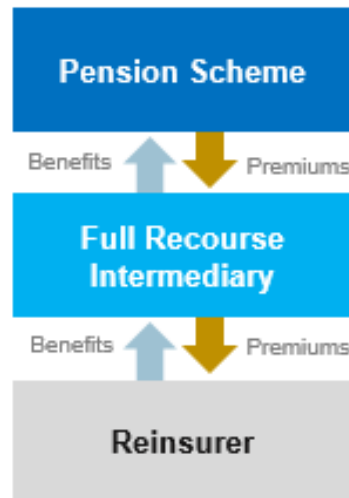 Pension Scheme
Benefits
Premiums
Full Recourse
Intermediary
Benefits
Premiums
Reinsurer